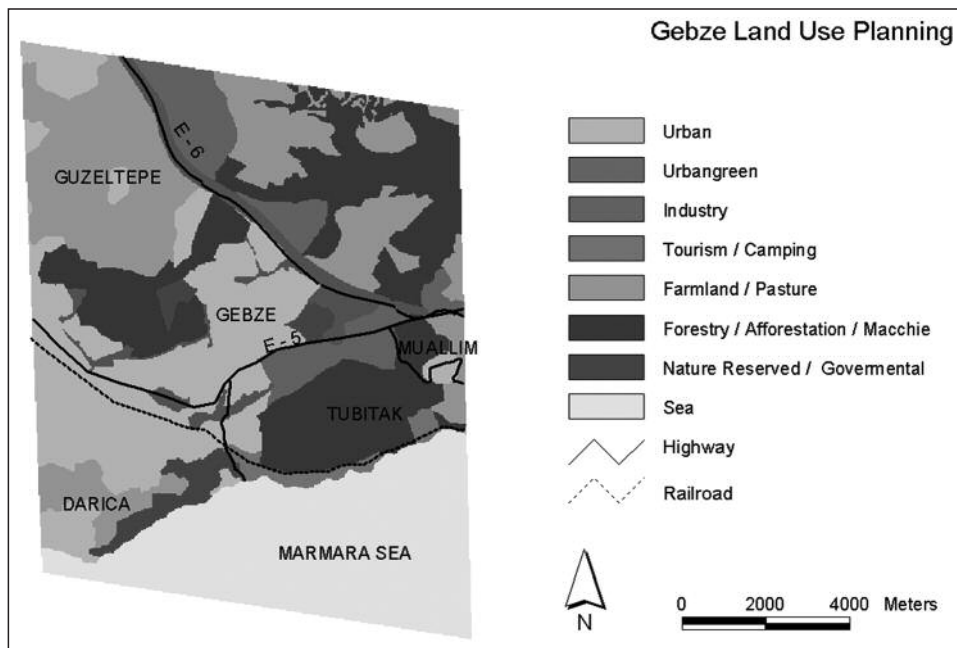 Gebze Land Use Planning
E - 6
GUZELTEPE
GEBZE
E - 5
MUALLIM
TUBITAK
DARICA
MARMARA SEA
Urban
Urbangreen
Industry
Tourism / Camping
Farmland / Pasture
Forestry / Afforestation / Macchie
Nature Reserved / Govermental
Sea
Highway
Railroad
N
0 2000 4000 Meters